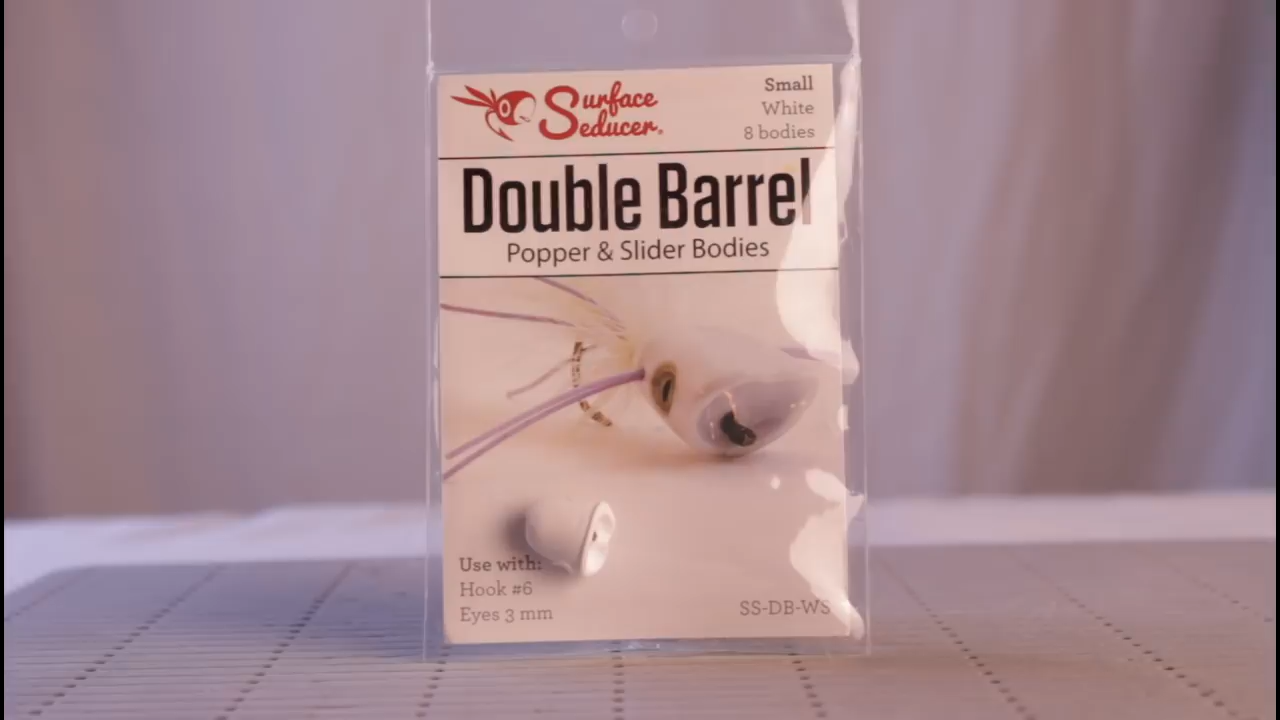 Surface
Seducer®
Small
White
8 bodies
Double Barrel
Popper & Slider Bodies
Use with:
Hook #6
Eyes 3 mm
SS-DB-WS